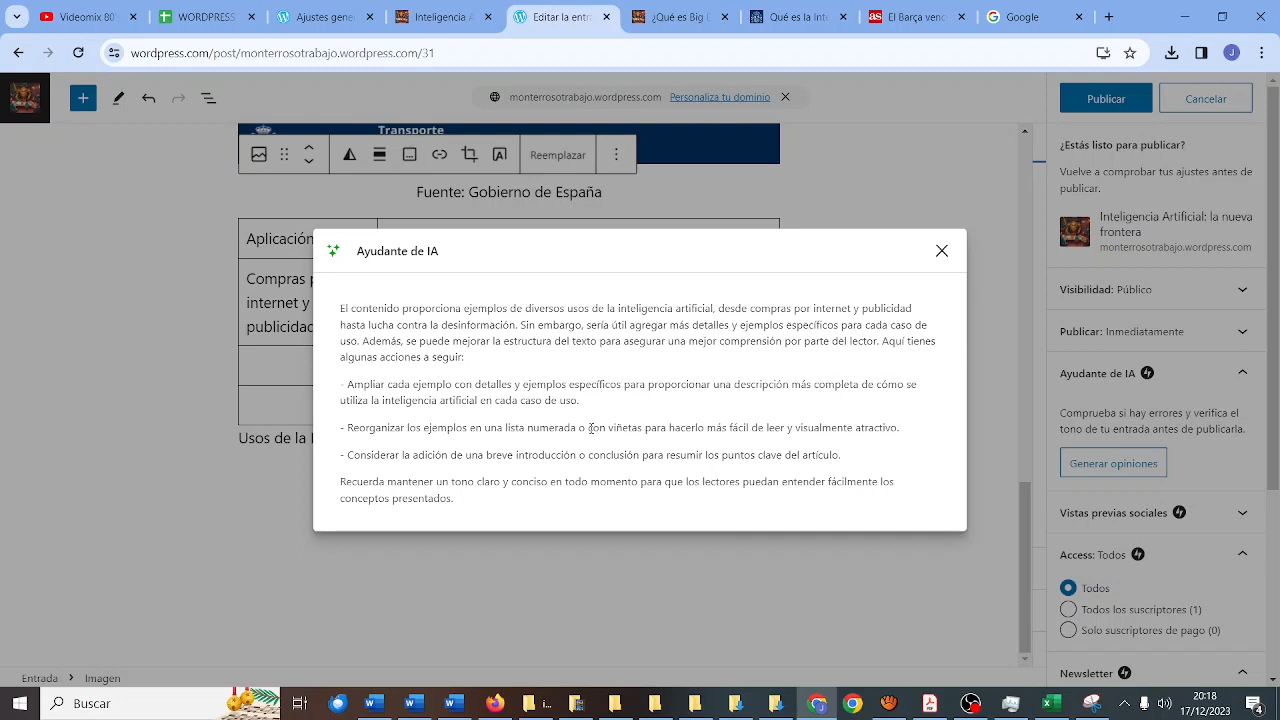 Videomix 80'
WORDPRESS
Ajustes gene
Inteligencia A
Editar la entr
¿Qué es Big D
Qué es la Inte
El Barça venc
Google
wordpress.com/post/monterrosotrabajo.wordpress.com/31
monterrosotrabajo.wordpress.com Personaliza tu dominio
Publicar
Cancelar
Transporte
Reemplazar
Fuente: Gobierno de España
Aplicación
Compras p
internet y
publicidad
Usos de la I
Ayudante de IA
El contenido proporciona ejemplos de diversos usos de la inteligencia artificial, desde compras por internet y publicidad
hasta lucha contra la desinformación. Sin embargo, sería útil agregar más detalles y ejemplos específicos para cada caso de
uso. Además, se puede mejorar la estructura del texto para asegurar una mejor comprensión por parte del lector. Aquí tienes
algunas acciones a seguir:
- Ampliar cada ejemplo con detalles y ejemplos específicos para proporcionar una descripción más completa de cómo se
utiliza la inteligencia artificial en cada caso de uso.
- Reorganizar los ejemplos en una lista numerada o con viñetas para hacerlo más fácil de leer y visualmente atractivo.
- Considerar la adición de una breve introducción o conclusión para resumir los puntos clave del artículo.
Recuerda mantener un tono claro y conciso en todo momento para que los lectores puedan entender fácilmente los
conceptos presentados.
¿Estás listo para publicar?
Vuelve a comprobar tus ajustes antes de
publicar.
Inteligencia Artificial: la nueva
frontera
monterrosotrabajo.wordpress.com
Visibilidad: Público
Publicar: Inmediatamente
Ayudante de IA
Comprueba si hay errores y verifica el
tono de tu entrada antes de publicarla.
Generar opiniones
Vistas previas sociales
Access: Todos
Todos
Todos los suscriptores (1)
Solo suscriptores de pago (0)
Newsletter
Entrada > Imagen
Buscar
20:18
17/12/2023